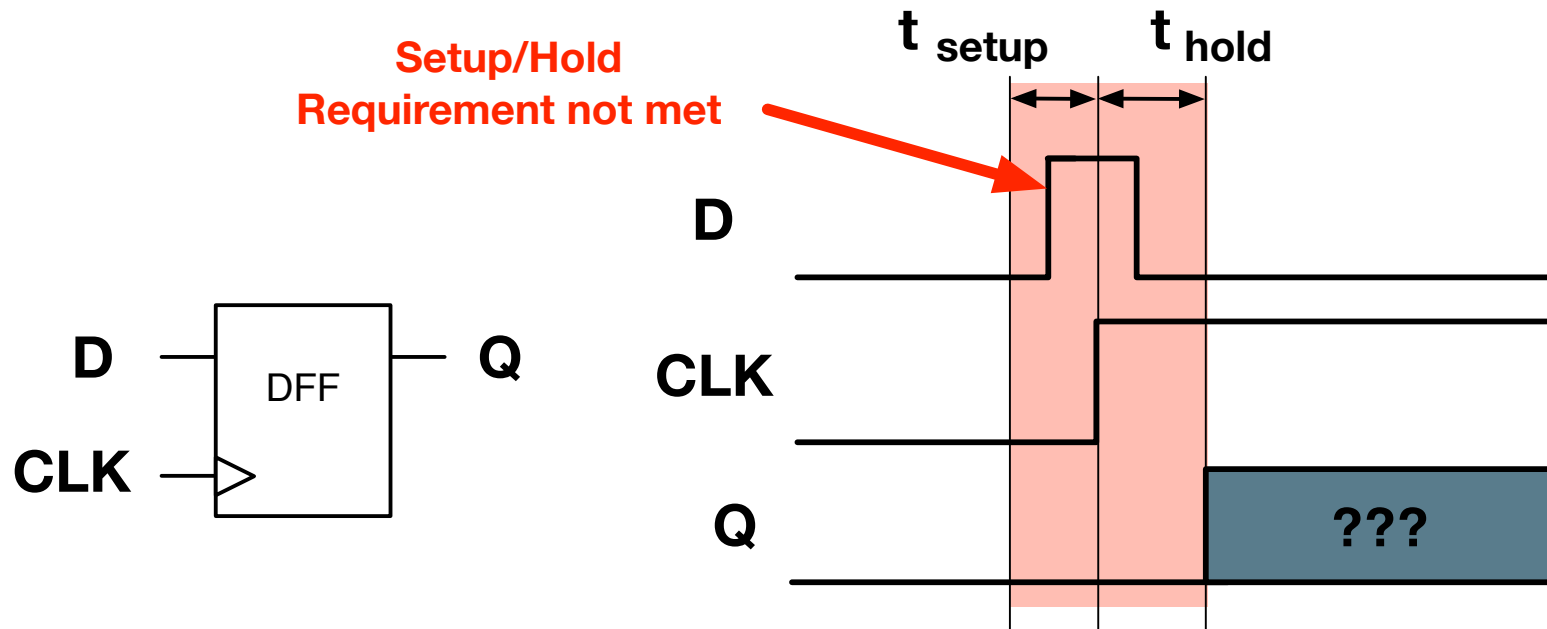 t setup
t hold
Setup/Hold
Requirement not met
D
D
DFF
Q
CLK
CLK
Q
???